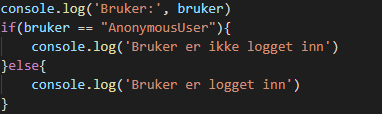 console.log('Bruker:', bruker)
if(bruker == "AnonymousUser"){
    console.log('Bruker er ikke logget inn')
}else{
    console.log('Bruker er logget inn')
}